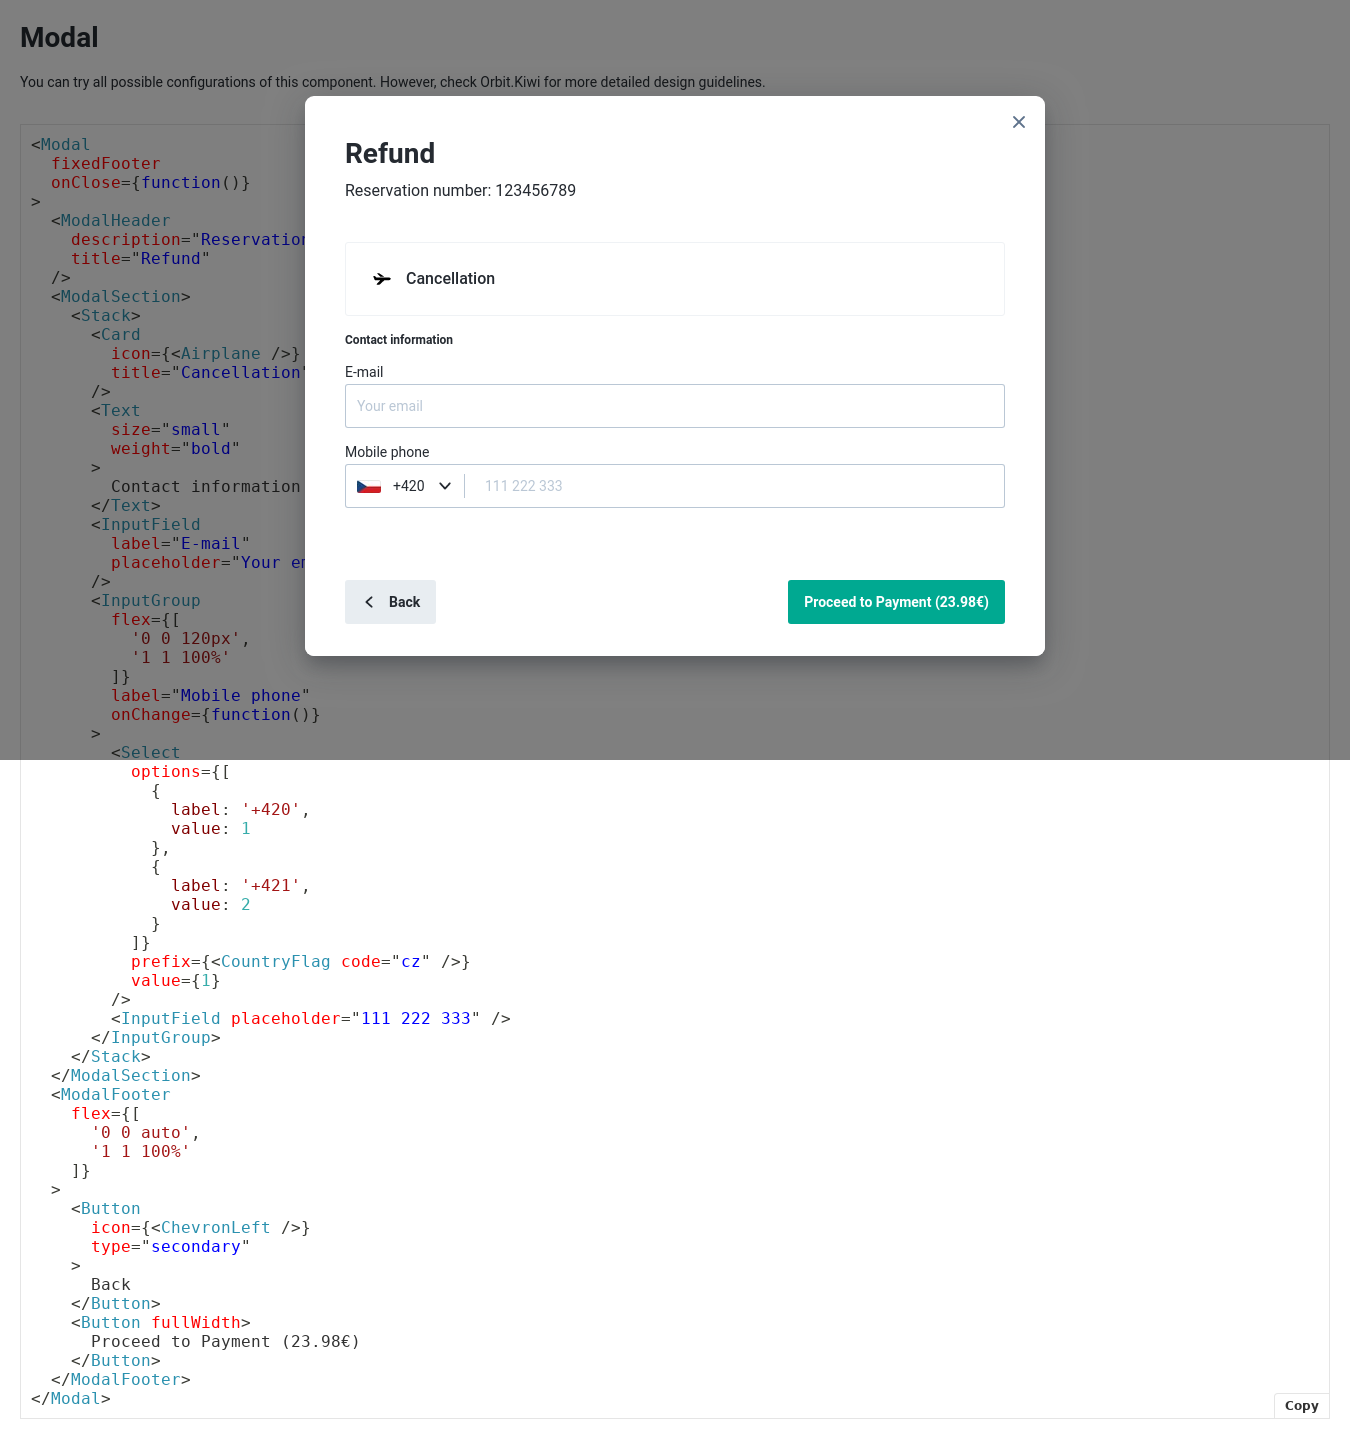 Modal
You can try all possible configurations of this component. However, check Orbit.Kiwi for more detailed design guidelines.
Refund
Reservation number: 123456789
Cancellation
Contact information
E-mail
Your email
Mobile phone
+420 111 222 333
Back Proceed to Payment (23.98€)
<Modal
fixedFooter
onClose={function()}
>
<ModalHeader
description="Reservation
title="Refund"
/>
<ModalSection>
<Stack>
<Card
icon={<Airplane />}
title="Cancellation"
/>
<Text
size="small"
weight="bold"
>
Contact information
</Text>
<InputField
label="E-mail"
placeholder="Your
/>
<InputGroup
flex={[
'0 0 120px',
'1 1 100%'
]}
label="Mobile phone"
onChange={function()}
>
<Select
options={[
{
label: '+420',
value: 1
},
{
label: '+421',
value: 2
}
]}
prefix={<CountryFlag code="cz" />}
value={1}
/>
<InputField placeholder="111 222 333" />
</InputGroup>
</Stack>
</ModalSection>
<ModalFooter
flex={[
'0 0 auto',
'1 1 100%'
]}
>
<Button
icon={<ChevronLeft />}
type="secondary"
>
Back
</Button>
<Button fullWidth>
Proceed to Payment (23.98€)
</Button>
</ModalFooter>
</Modal>
Copy